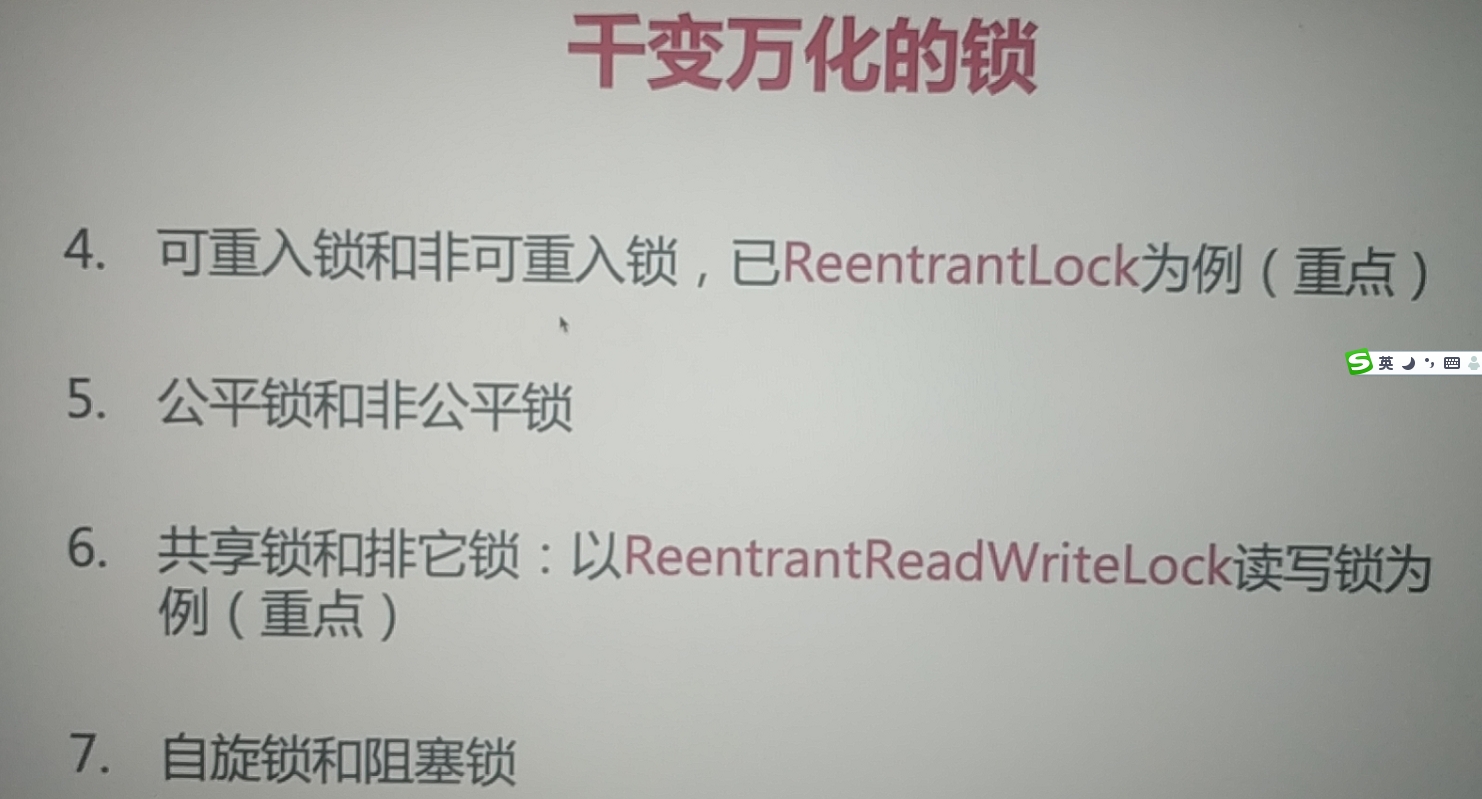 千变万化的锁
4. 可重入锁和非可重入锁，已ReentrantLock为例（重点）
英
5. 公平锁和非公平锁
6. 共享锁和排它锁：以ReentrantReadWriteLock读写锁为
例（重点）
7. 自旋锁和阻塞锁